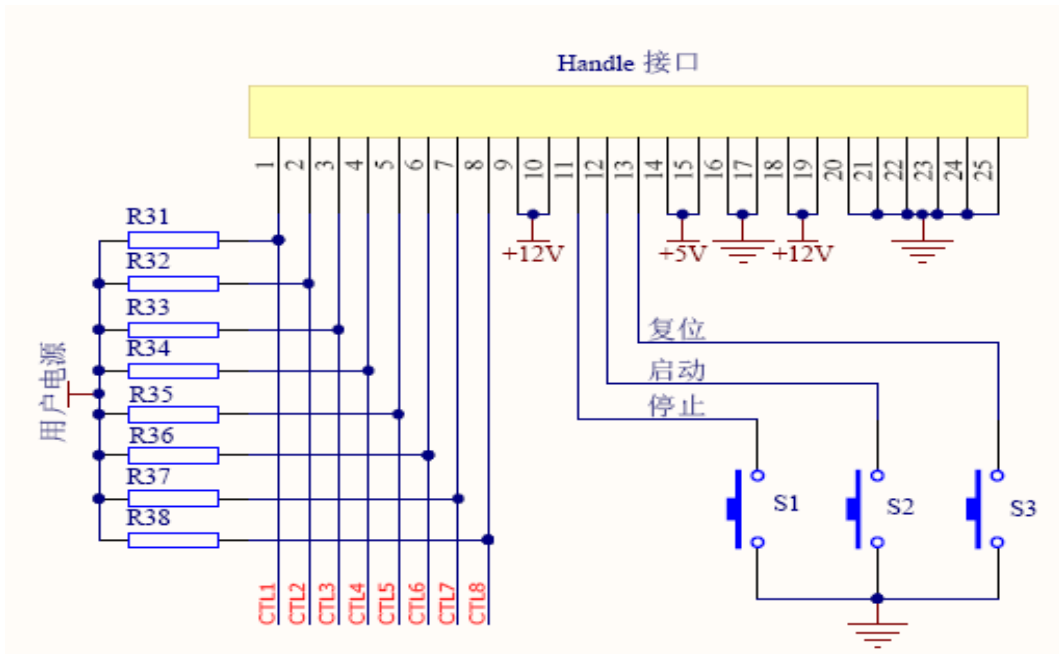 Handle 接口
1 2 3 4 5 6 7 8 9 10 11 12 13 14 15 16 17 18 19 20 21 22 23 24 25
+12V
+5V
+12V
R31
R32
R33
R34
R35
R36
R37
R38
用户电源
复位
启动
停止
S1
S2
S3
CTL1
CTL2
CTL3
CTL4
CTL5
CTL6
CTL7
CTL8